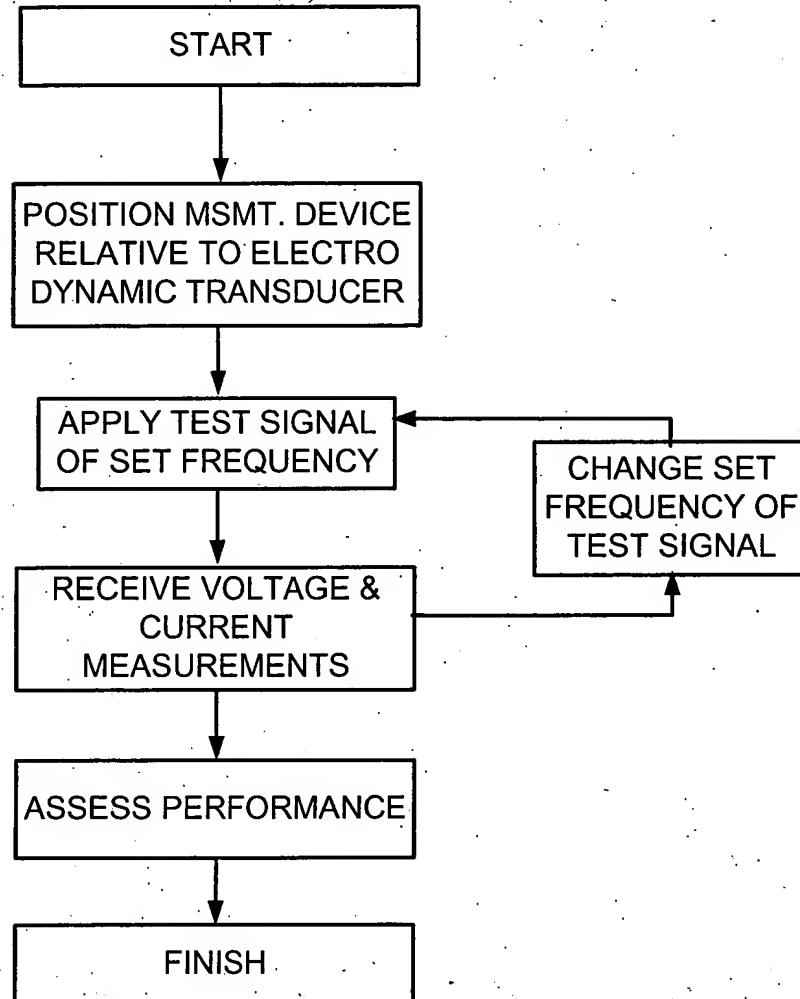 START
POSITION MSMT. DEVICE
RELATIVE TO ELECTRO
DYNAMIC TRANSDUCER
APPLY TEST SIGNAL
OF SET FREQUENCY
CHANGE SET
FREQUENCY OF
TEST SIGNAL
RECEIVE VOLTAGE &
CURRENT
MEASUREMENTS
ASSESS PERFORMANCE
FINISH